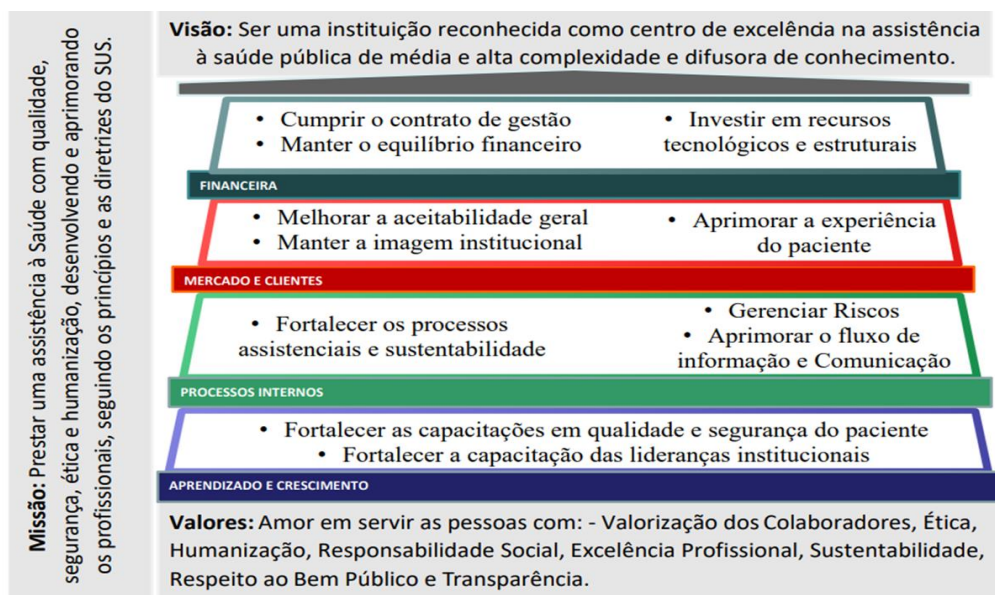 Missão: Prestar uma assistência à Saúde com qualidade,
segurança, ética e humanização, desenvolvendo e aprimorando
os profissionais, seguindo os princípios e as diretrizes do SUS.
Visão: Ser uma instituição reconhecida como centro de excelência na assistência
à saúde pública de média e alta complexidade e difusora de conhecimento.
• Cumprir o contrato de gestão
• Manter o equilíbrio financeiro
• Investir em recursos
tecnológicos e estruturais
FINANCEIRA
• Melhorar a aceitabilidade geral
• Manter a imagem institucional
• Aprimorar a experiência
do paciente
MERCADO E CLIENTES
• Fortalecer os processos
assistenciais e sustentabilidade
• Gerenciar Riscos
• Aprimorar o fluxo de
informação e Comunicação
PROCESSOS INTERNOS
• Fortalecer as capacitações em qualidade e segurança do paciente
• Fortalecer a capacitação das lideranças institucionais
APRENDIZADO E CRESCIMENTO
Valores: Amor em servir as pessoas com: - Valorização dos Colaboradores, Ética,
Humanização, Responsabilidade Social, Excelência Profissional, Sustentabilidade,
Respeito ao Bem Público e Transparência.